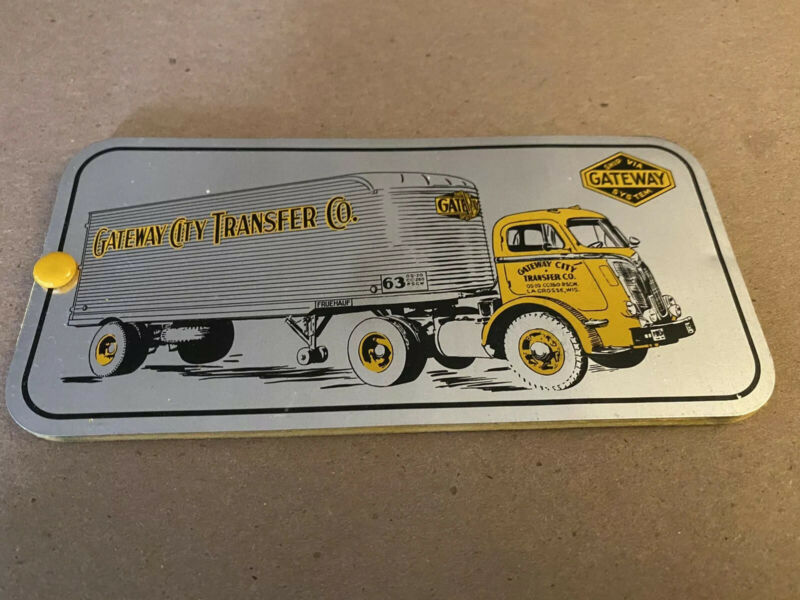 SHIP VIA
GATEWAY
SYSTEM
GATEWAY CITY TRANSFER CO.
GATEWAY
63
FRUEHAUF
GATEWAY CITY
TRANSFER CO.
LA CROSSE, WIS.